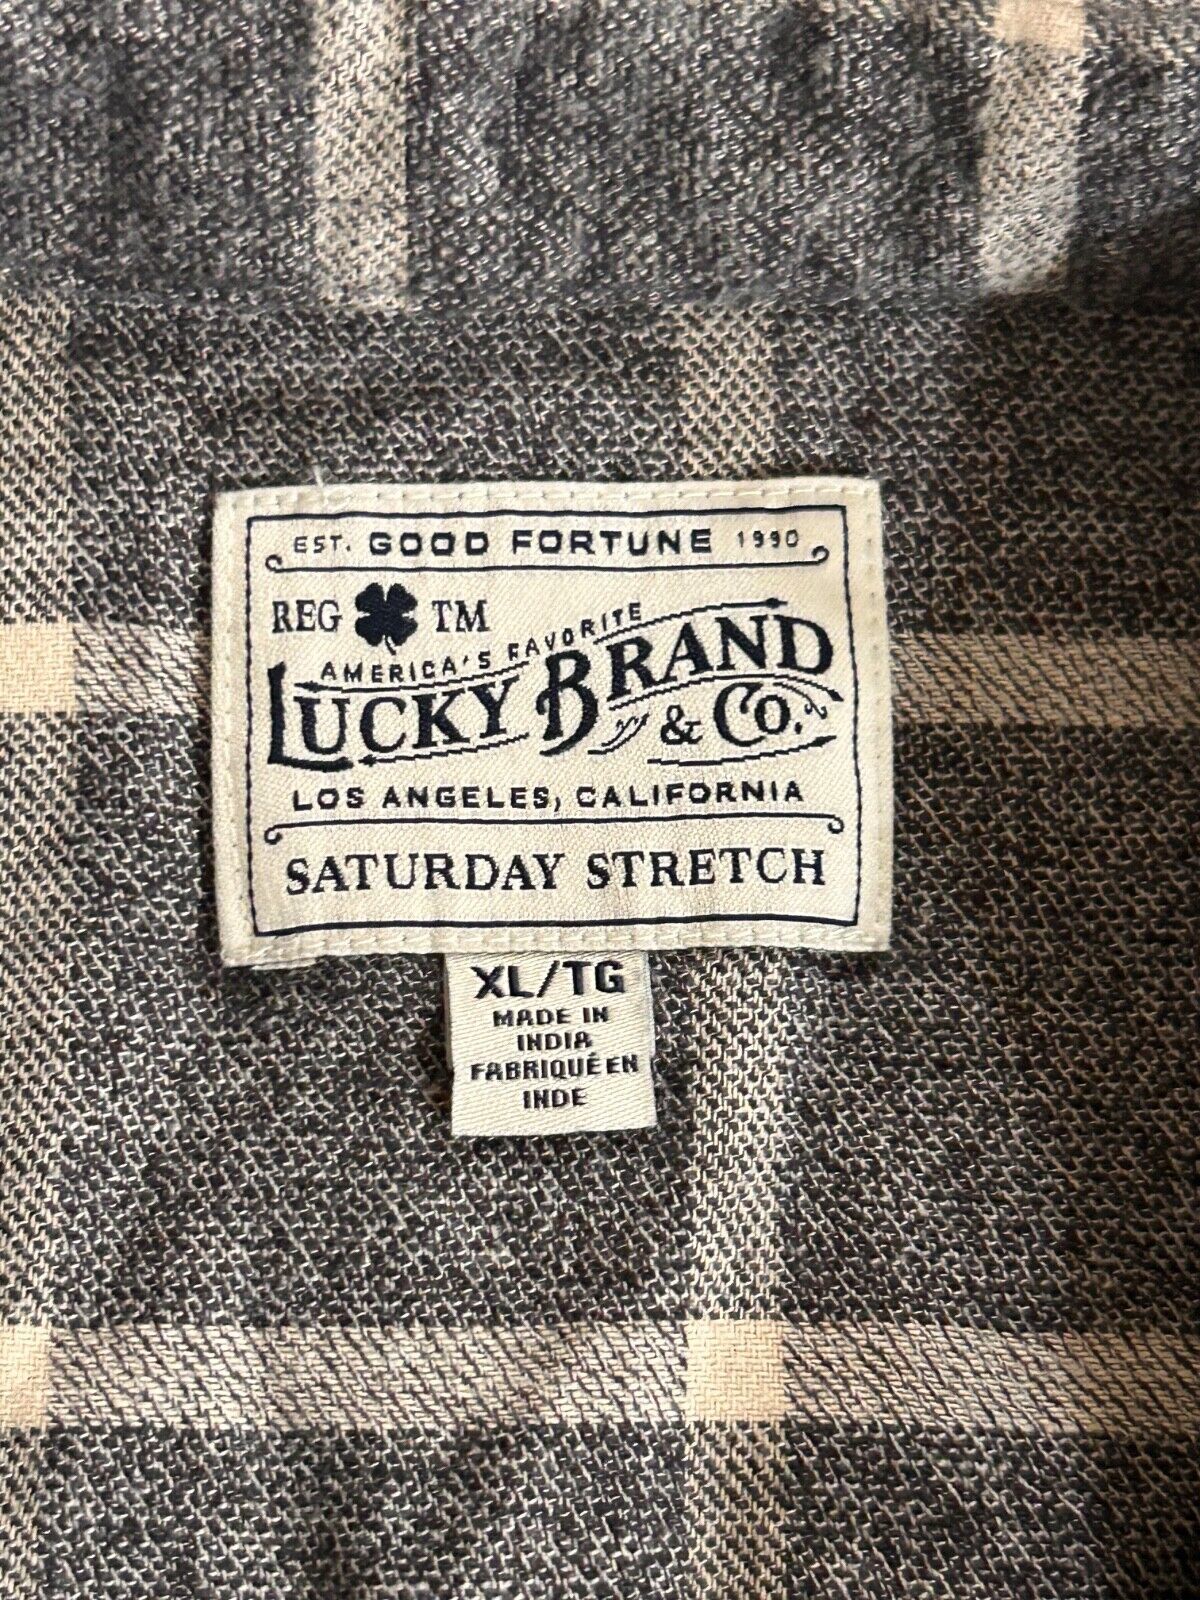 EST. GOOD FORTUNE 1990
REG TM
AMERICA'S FAVORITE
LUCKY BRAND
& CO.
LOS ANGELES, CALIFORNIA
SATURDAY STRETCH
XL/TG
MADE IN
INDIA
FABRIQUÉ EN
INDE